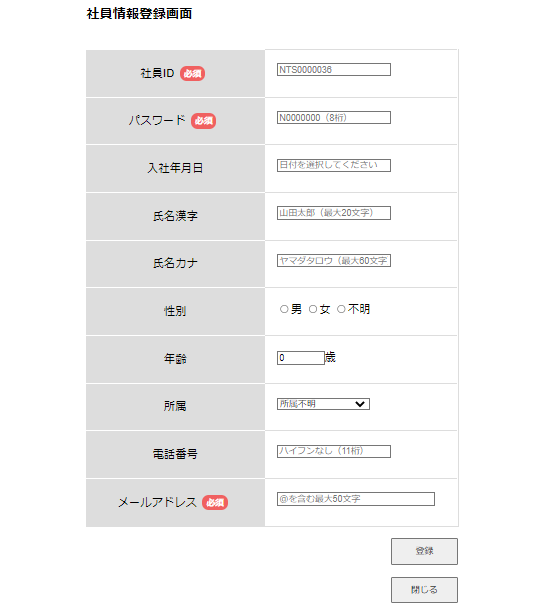 社員情報登録画面
社員ID 必須 NTS0000036
パスワード 必須 N0000000（8桁）
入社年月日 日付を選択してください
氏名漢字 山田太郎（最大20文字）
氏名カナ ヤマダタロウ（最大60文字
性別 男 女 不明
年齢 0 歳
所属 所属不明
電話番号 ハイフンなし（11桁）
メールアドレス 必須 @を含む最大50文字
登録
閉じる